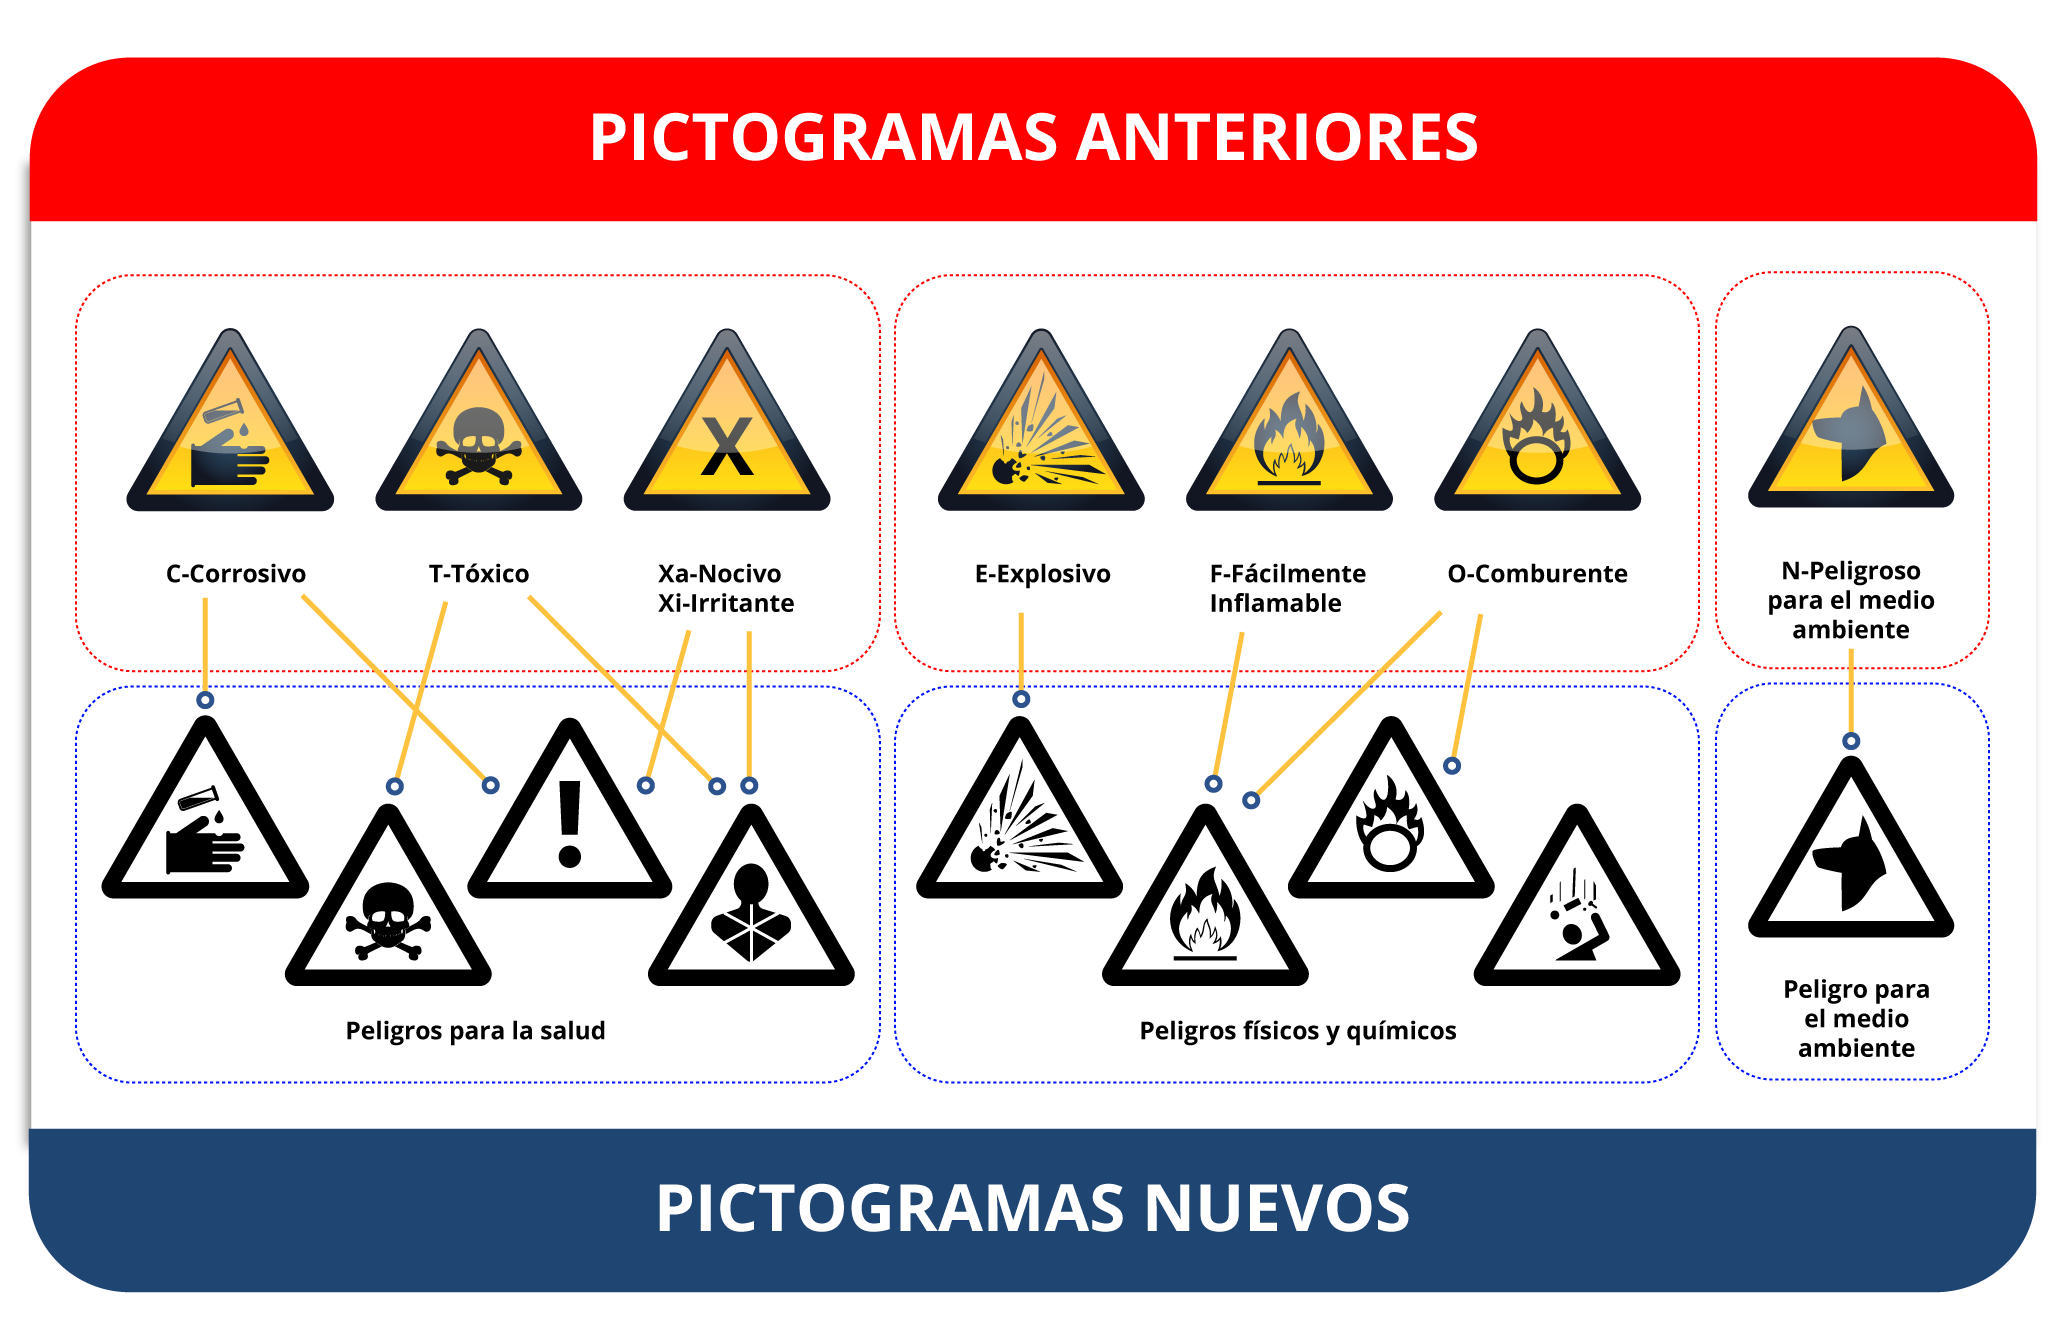 PICTOGRAMAS ANTERIORES
X
C-Corrosivo
T-Tóxico
Xa-Nocivo
Xi-Irritante
E-Explosivo
F-Fácilmente
Inflamable
O-Comburente
N-Peligroso
para el medio
ambiente
!
Peligros para la salud
Peligros físicos y químicos
Peligro para
el medio
ambiente
PICTOGRAMAS NUEVOS